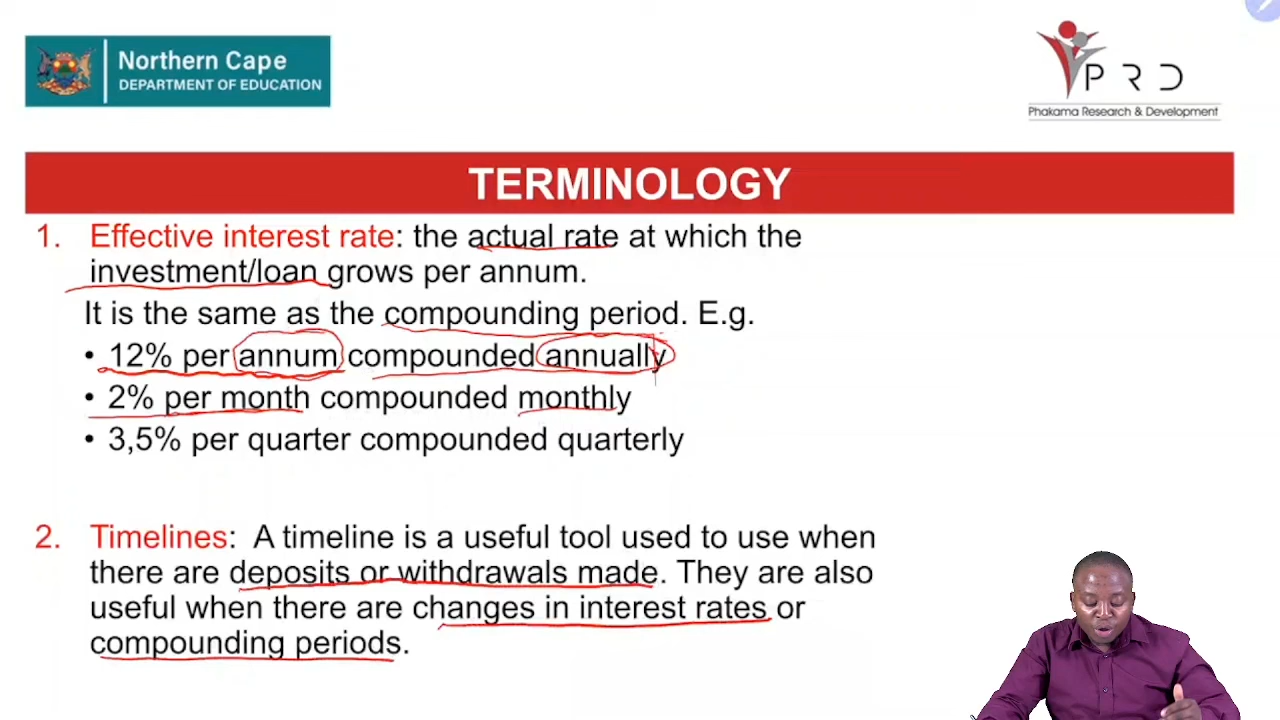 Northern Cape
DEPARTMENT OF EDUCATION
PRD
Phakama Research & Development
TERMINOLOGY
1. Effective interest rate: the actual rate at which the
investment/loan grows per annum.
It is the same as the compounding period. E.g.
• 12% per annum compounded annually
• 2% per month compounded monthly
• 3,5% per quarter compounded quarterly
2. Timelines: A timeline is a useful tool used to use when
there are deposits or withdrawals made. They are also
useful when there are changes in interest rates or
compounding periods.